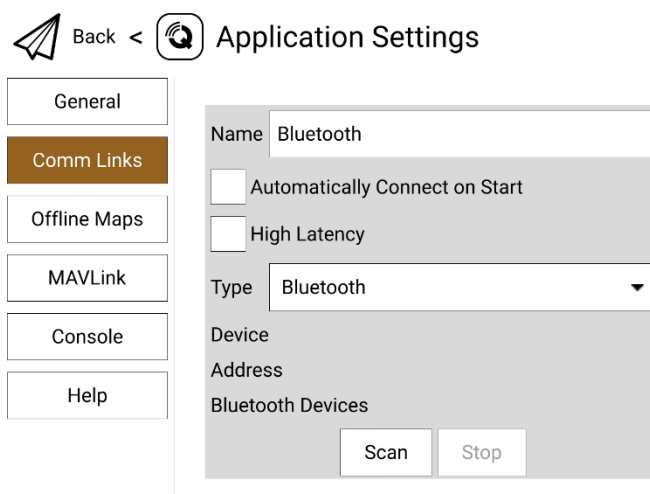 Back < Application Settings
General
Comm Links
Offline Maps
MAVLink
Console
Help
Name Bluetooth
Automatically Connect on Start
High Latency
Type Bluetooth
Device
Address
Bluetooth Devices
Scan Stop